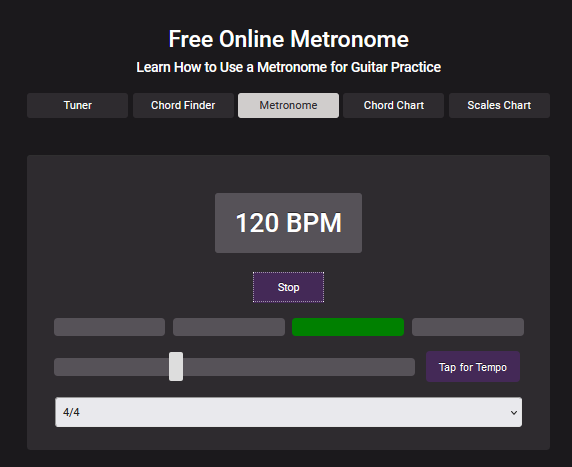 Free Online Metronome
Learn How to Use a Metronome for Guitar Practice
Tuner
Chord Finder
Metronome
Chord Chart
Scales Chart
120 BPM
Stop
Tap for Tempo
4/4